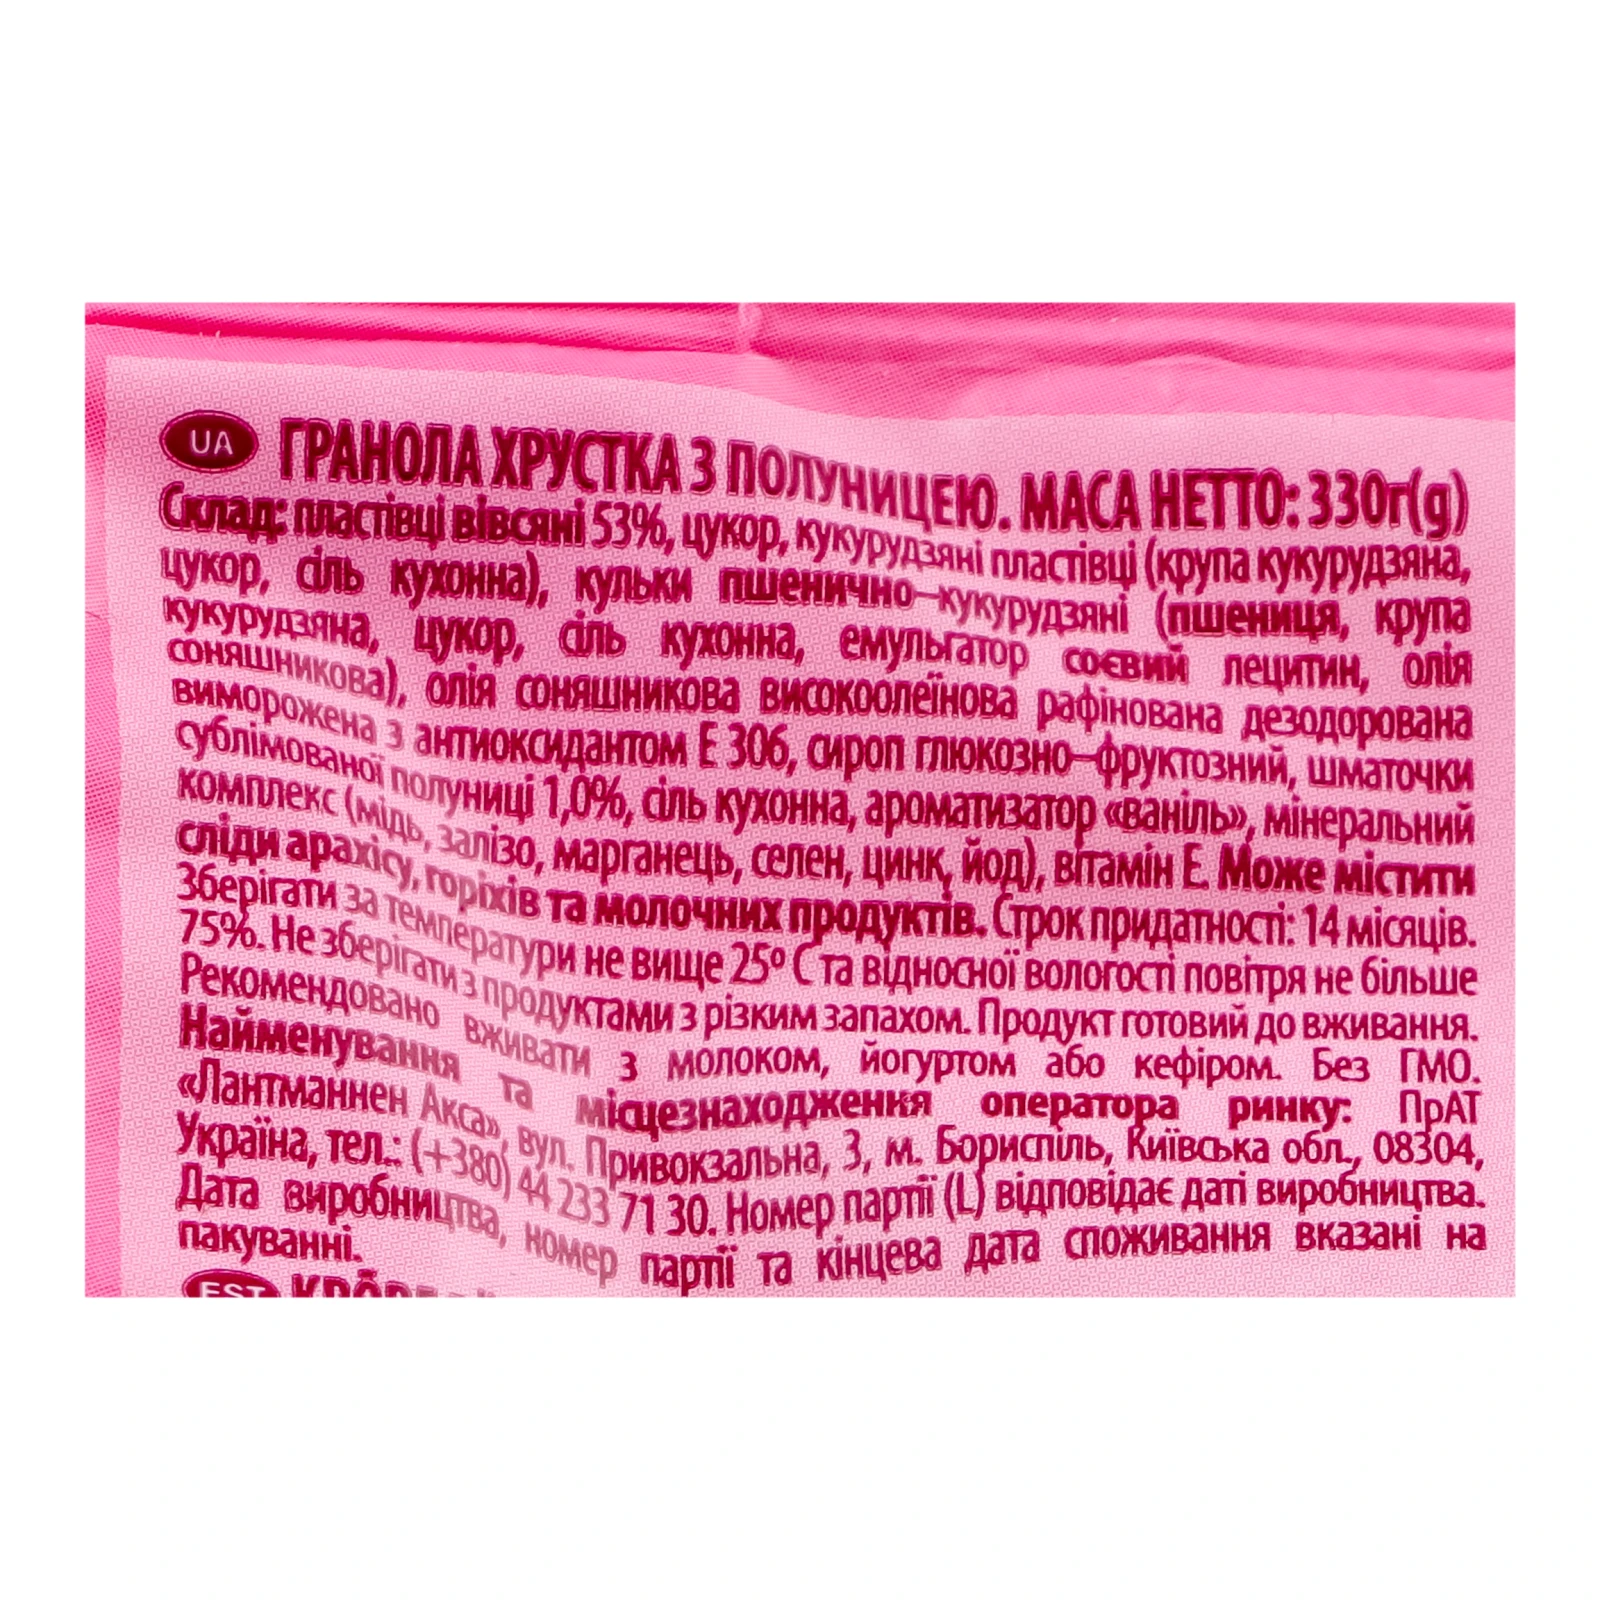 UA ГРАНОЛА ХРУСТКА З ПОЛУНИЦЕЮ. МАСА НЕТТО: 330г(g)
Склад: пластівці вівсяні 53%, цукор, кукурудзяні пластівці (крупа кукурудзяна,
цукор, сіль кухонна), кульки пшенично–кукурудзяні (пшениця, крупа
кукурудзяна, цукор, сіль кухонна, емульгатор соєвий лецитин, олія
соняшникова), олія соняшникова високоолеїнова рафінована дезодорована
виморожена з антиоксидантом Е 306, сироп глюкозно–фруктозний, шматочки
сублімованої полуниці 1,0%, сіль кухонна, ароматизатор «ваніль», мінеральний
комплекс (мідь, залізо, марганець, селен, цинк, йод), вітамін Е. Може містити
сліди арахісу, горіхів та молочних продуктів. Строк придатності: 14 місяців.
Зберігати за температури не вище 25º С та відносної вологості повітря не більше
75%. Не зберігати з продуктами з різким запахом. Продукт готовий до вживання.
Рекомендовано вживати з молоком, йогуртом або кефіром. Без ГМО.
Найменування та місцезнаходження оператора ринку: ПрАТ
«Лантманнен Акса», вул. Привокзальна, 3, м. Бориспіль, Київська обл., 08304,
Україна, тел.: (+380) 44 233 71 30. Номер партії (L) відповідає даті виробництва.
Дата виробництва, номер партії та кінцева дата споживання вказані на
пакуванні.
EST